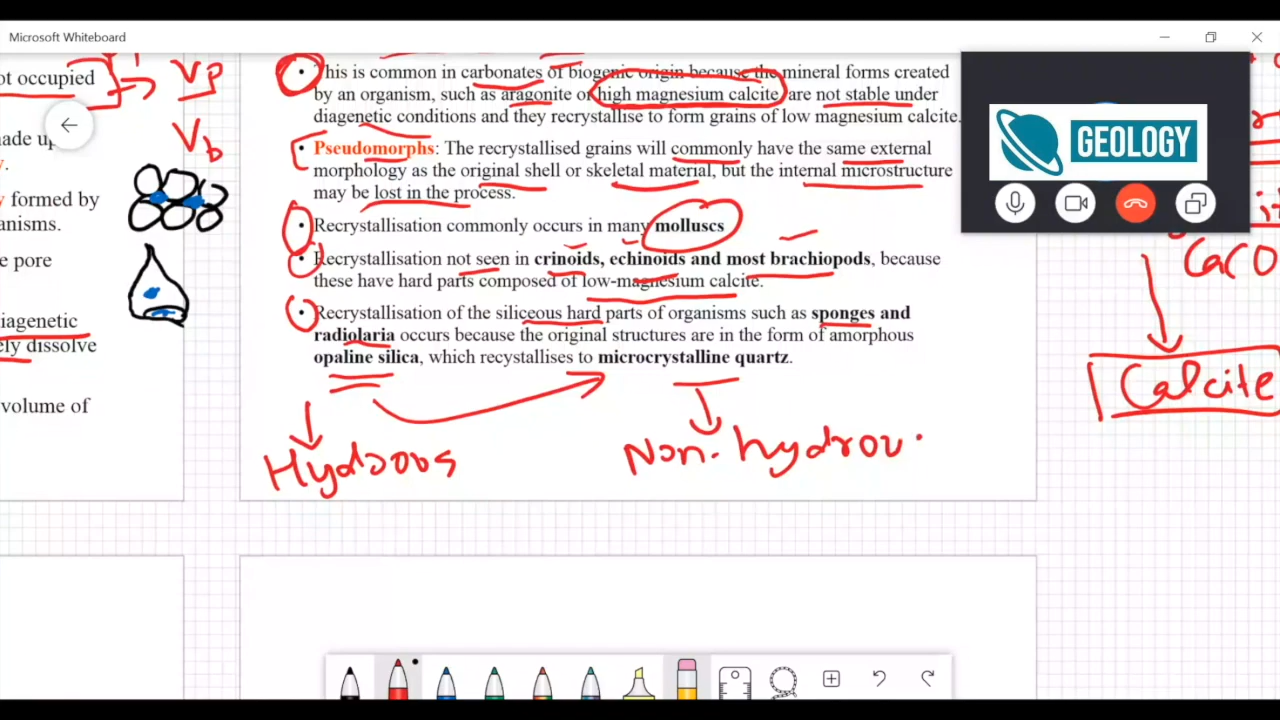 Microsoft Whiteboard
ot occupied
Vp
Vb
ade up
y.
y formed by
anisms.
e pore
iagenetic
ely dissolve
volume of
This is common in carbonates of biogenic origin because the mineral forms created
by an organism, such as aragonite or high magnesium calcite, are not stable under
diagenetic conditions and they recrystallise to form grains of low magnesium calcite.
Pseudomorphs: The recrystallised grains will commonly have the same external
morphology as the original shell or skeletal material, but the internal microstructure
may be lost in the process.
Recrystallisation commonly occurs in many molluscs
Recrystallisation not seen in crinoids, echinoids and most brachiopods, because
these have hard parts composed of low-magnesium calcite.
Recrystallisation of the siliceous hard parts of organisms such as sponges and
radiolaria occurs because the original structures are in the form of amorphous
opaline silica, which recystallises to microcrystalline quartz.
Hydrous
Non-hydrou
GEOLOGY
CaCO
Calcite